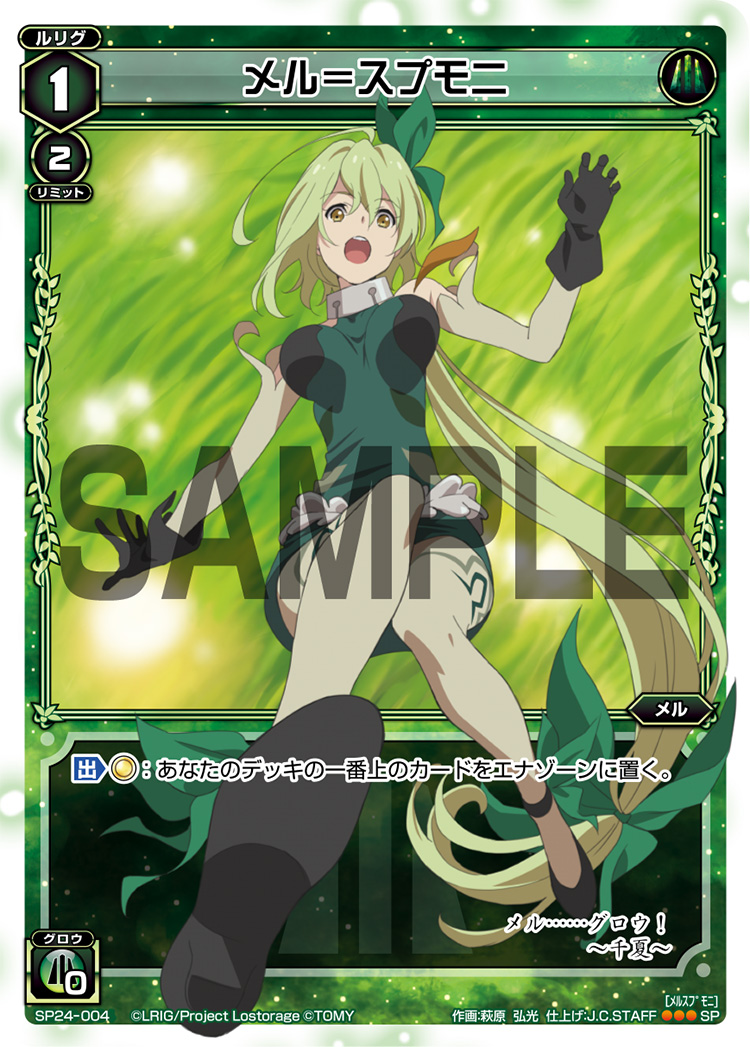 ルリグ
1
メル＝スプモニ
2
リミット
SAMPLE
メル
出：あなたのデッキの一番上のカードをエナゾーンに置く。
メル……グロウ！
～千夏～
グロウ
0
[メルスプモニ]
SP24-004 ©LRIG/Project Lostorage ©TOMY 作画:萩原 弘光 仕上げ:J.C.STAFF SP